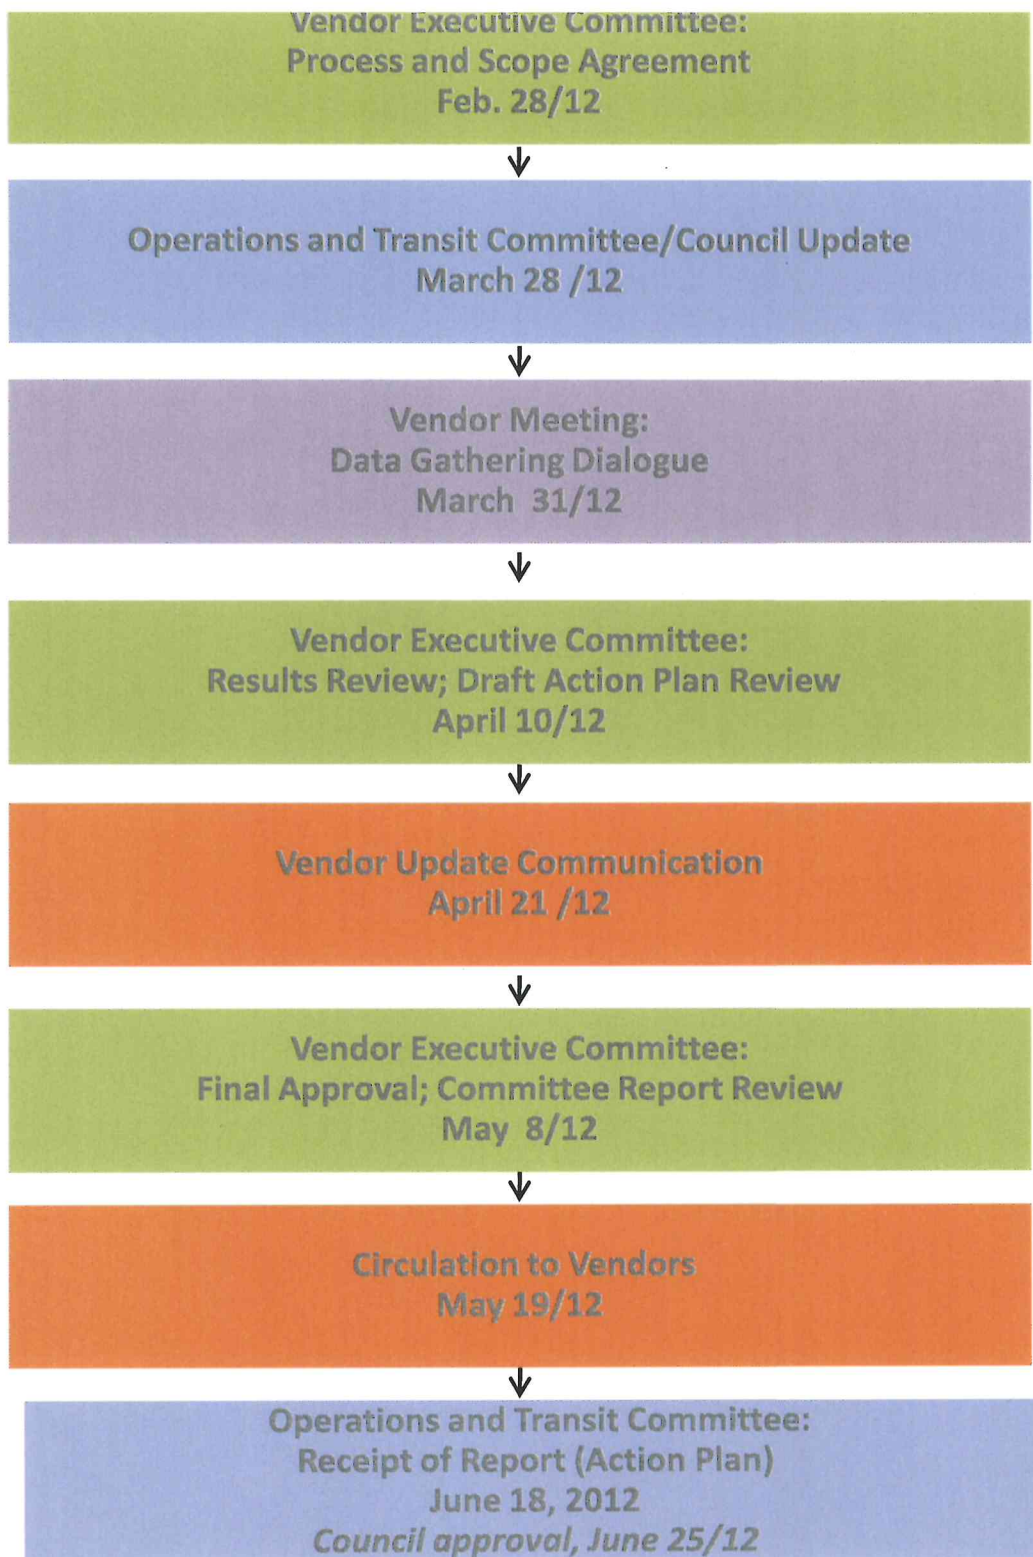 Vendor Executive Committee:
Process and Scope Agreement
Feb. 28/12
Operations and Transit Committee/Council Update
March 28 /12
Vendor Meeting:
Data Gathering Dialogue
March 31/12
Vendor Executive Committee:
Results Review; Draft Action Plan Review
April 10/12
Vendor Update Communication
April 21 /12
Vendor Executive Committee:
Final Approval; Committee Report Review
May 8/12
Circulation to Vendors
May 19/12
Operations and Transit Committee:
Receipt of Report (Action Plan)
June 18, 2012
Council approval, June 25/12